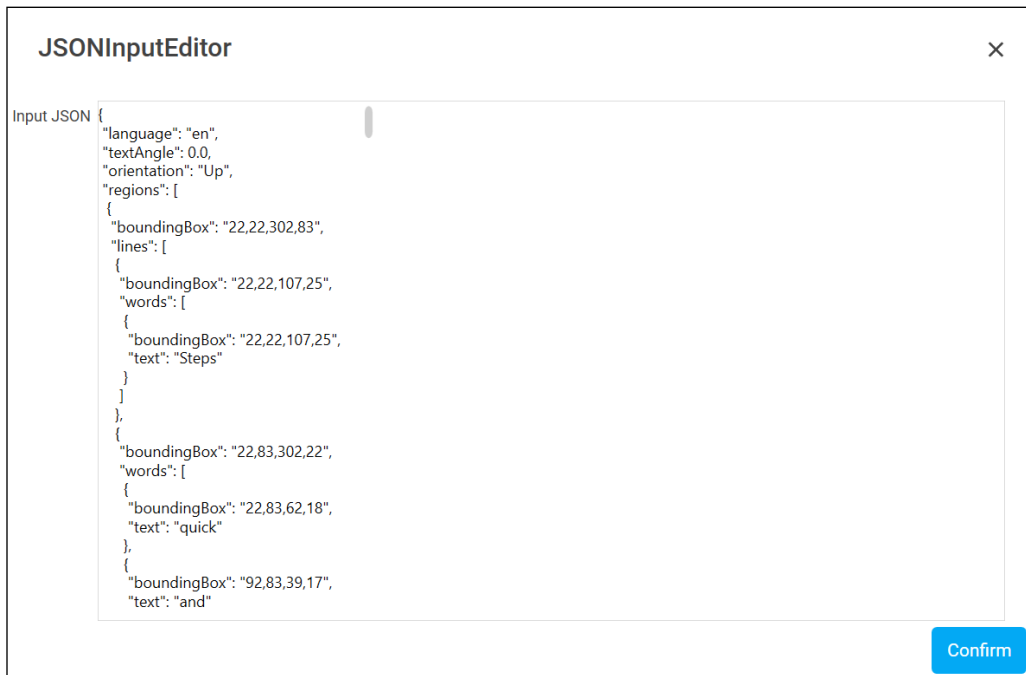 JSONInputEditor
Input JSON
{
"language": "en",
"textAngle": 0.0,
"orientation": "Up",
"regions": [
{
"boundingBox": "22,22,302,83",
"lines": [
{
"boundingBox": "22,22,107,25",
"words": [
{
"boundingBox": "22,22,107,25",
"text": "Steps"
}
]
},
{
"boundingBox": "22,83,302,22",
"words": [
{
"boundingBox": "22,83,62,18",
"text": "quick"
},
{
"boundingBox": "92,83,39,17",
"text": "and"
Confirm